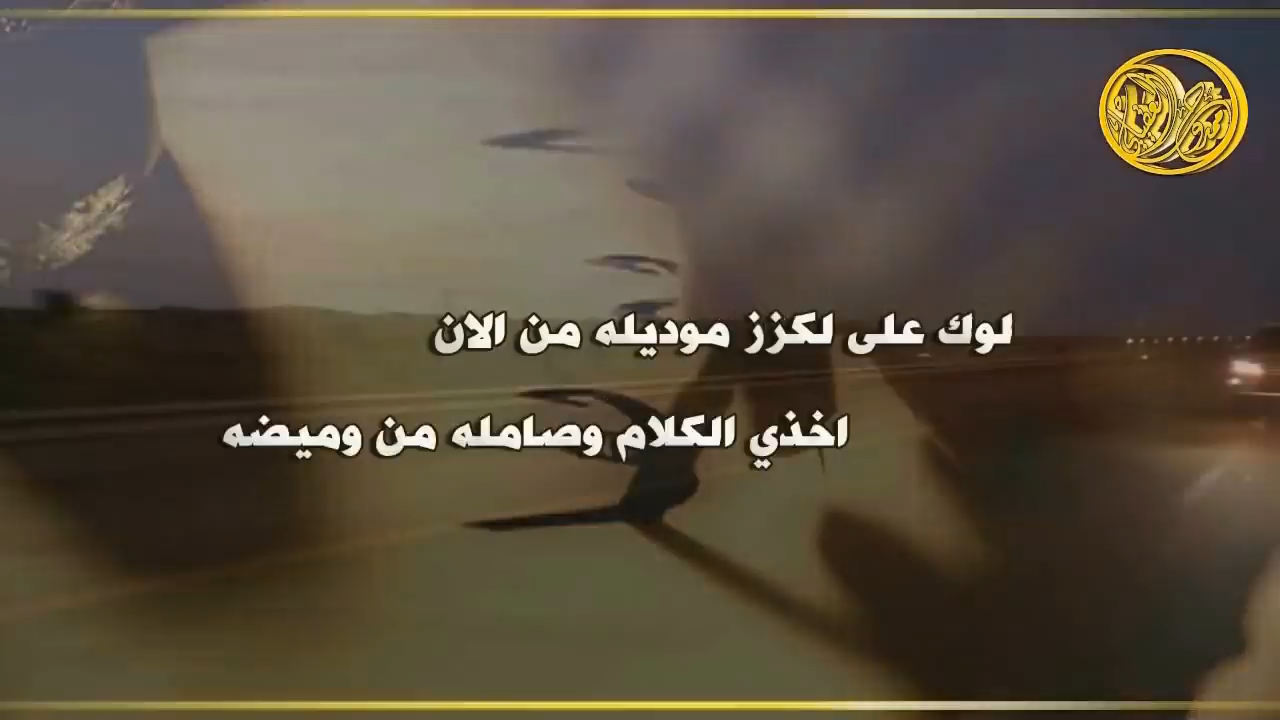 لوك على لكزز موديله من الان
اخذي الكلام وصامله من وميضه